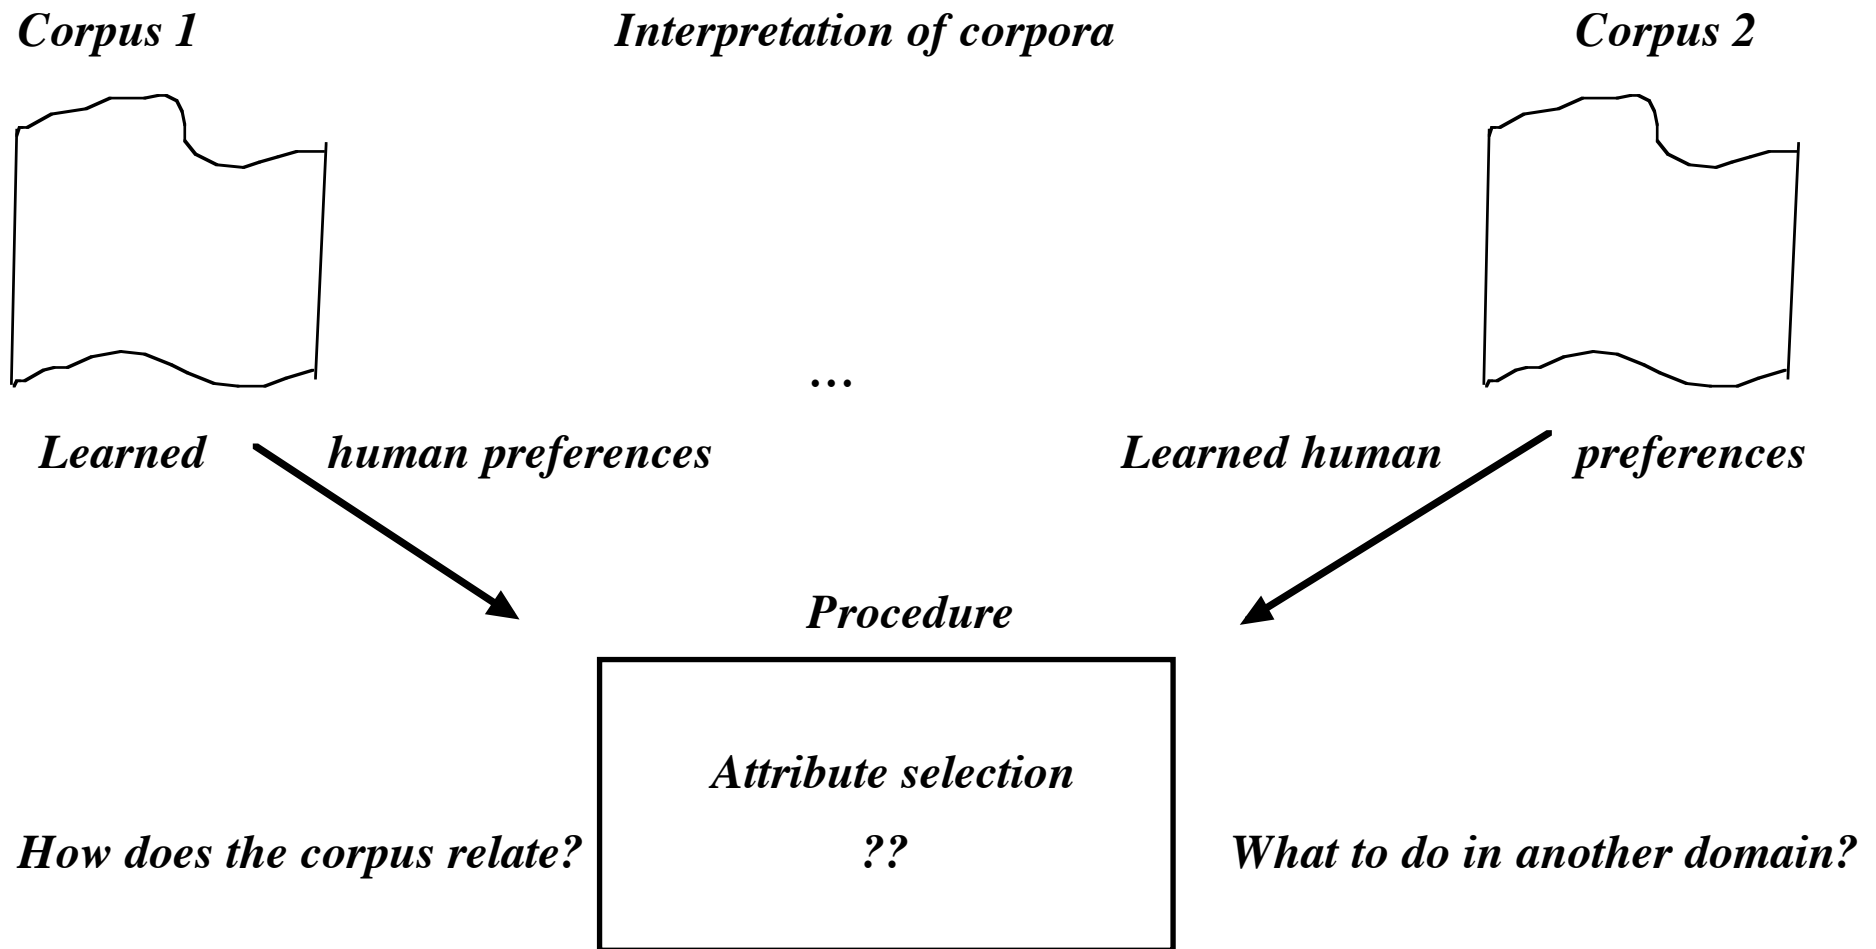 Corpus 1 Interpretation of corpora Corpus 2
...
Learned human preferences Learned human preferences
Procedure
Attribute selection
How does the corpus relate? ?? What to do in another domain?